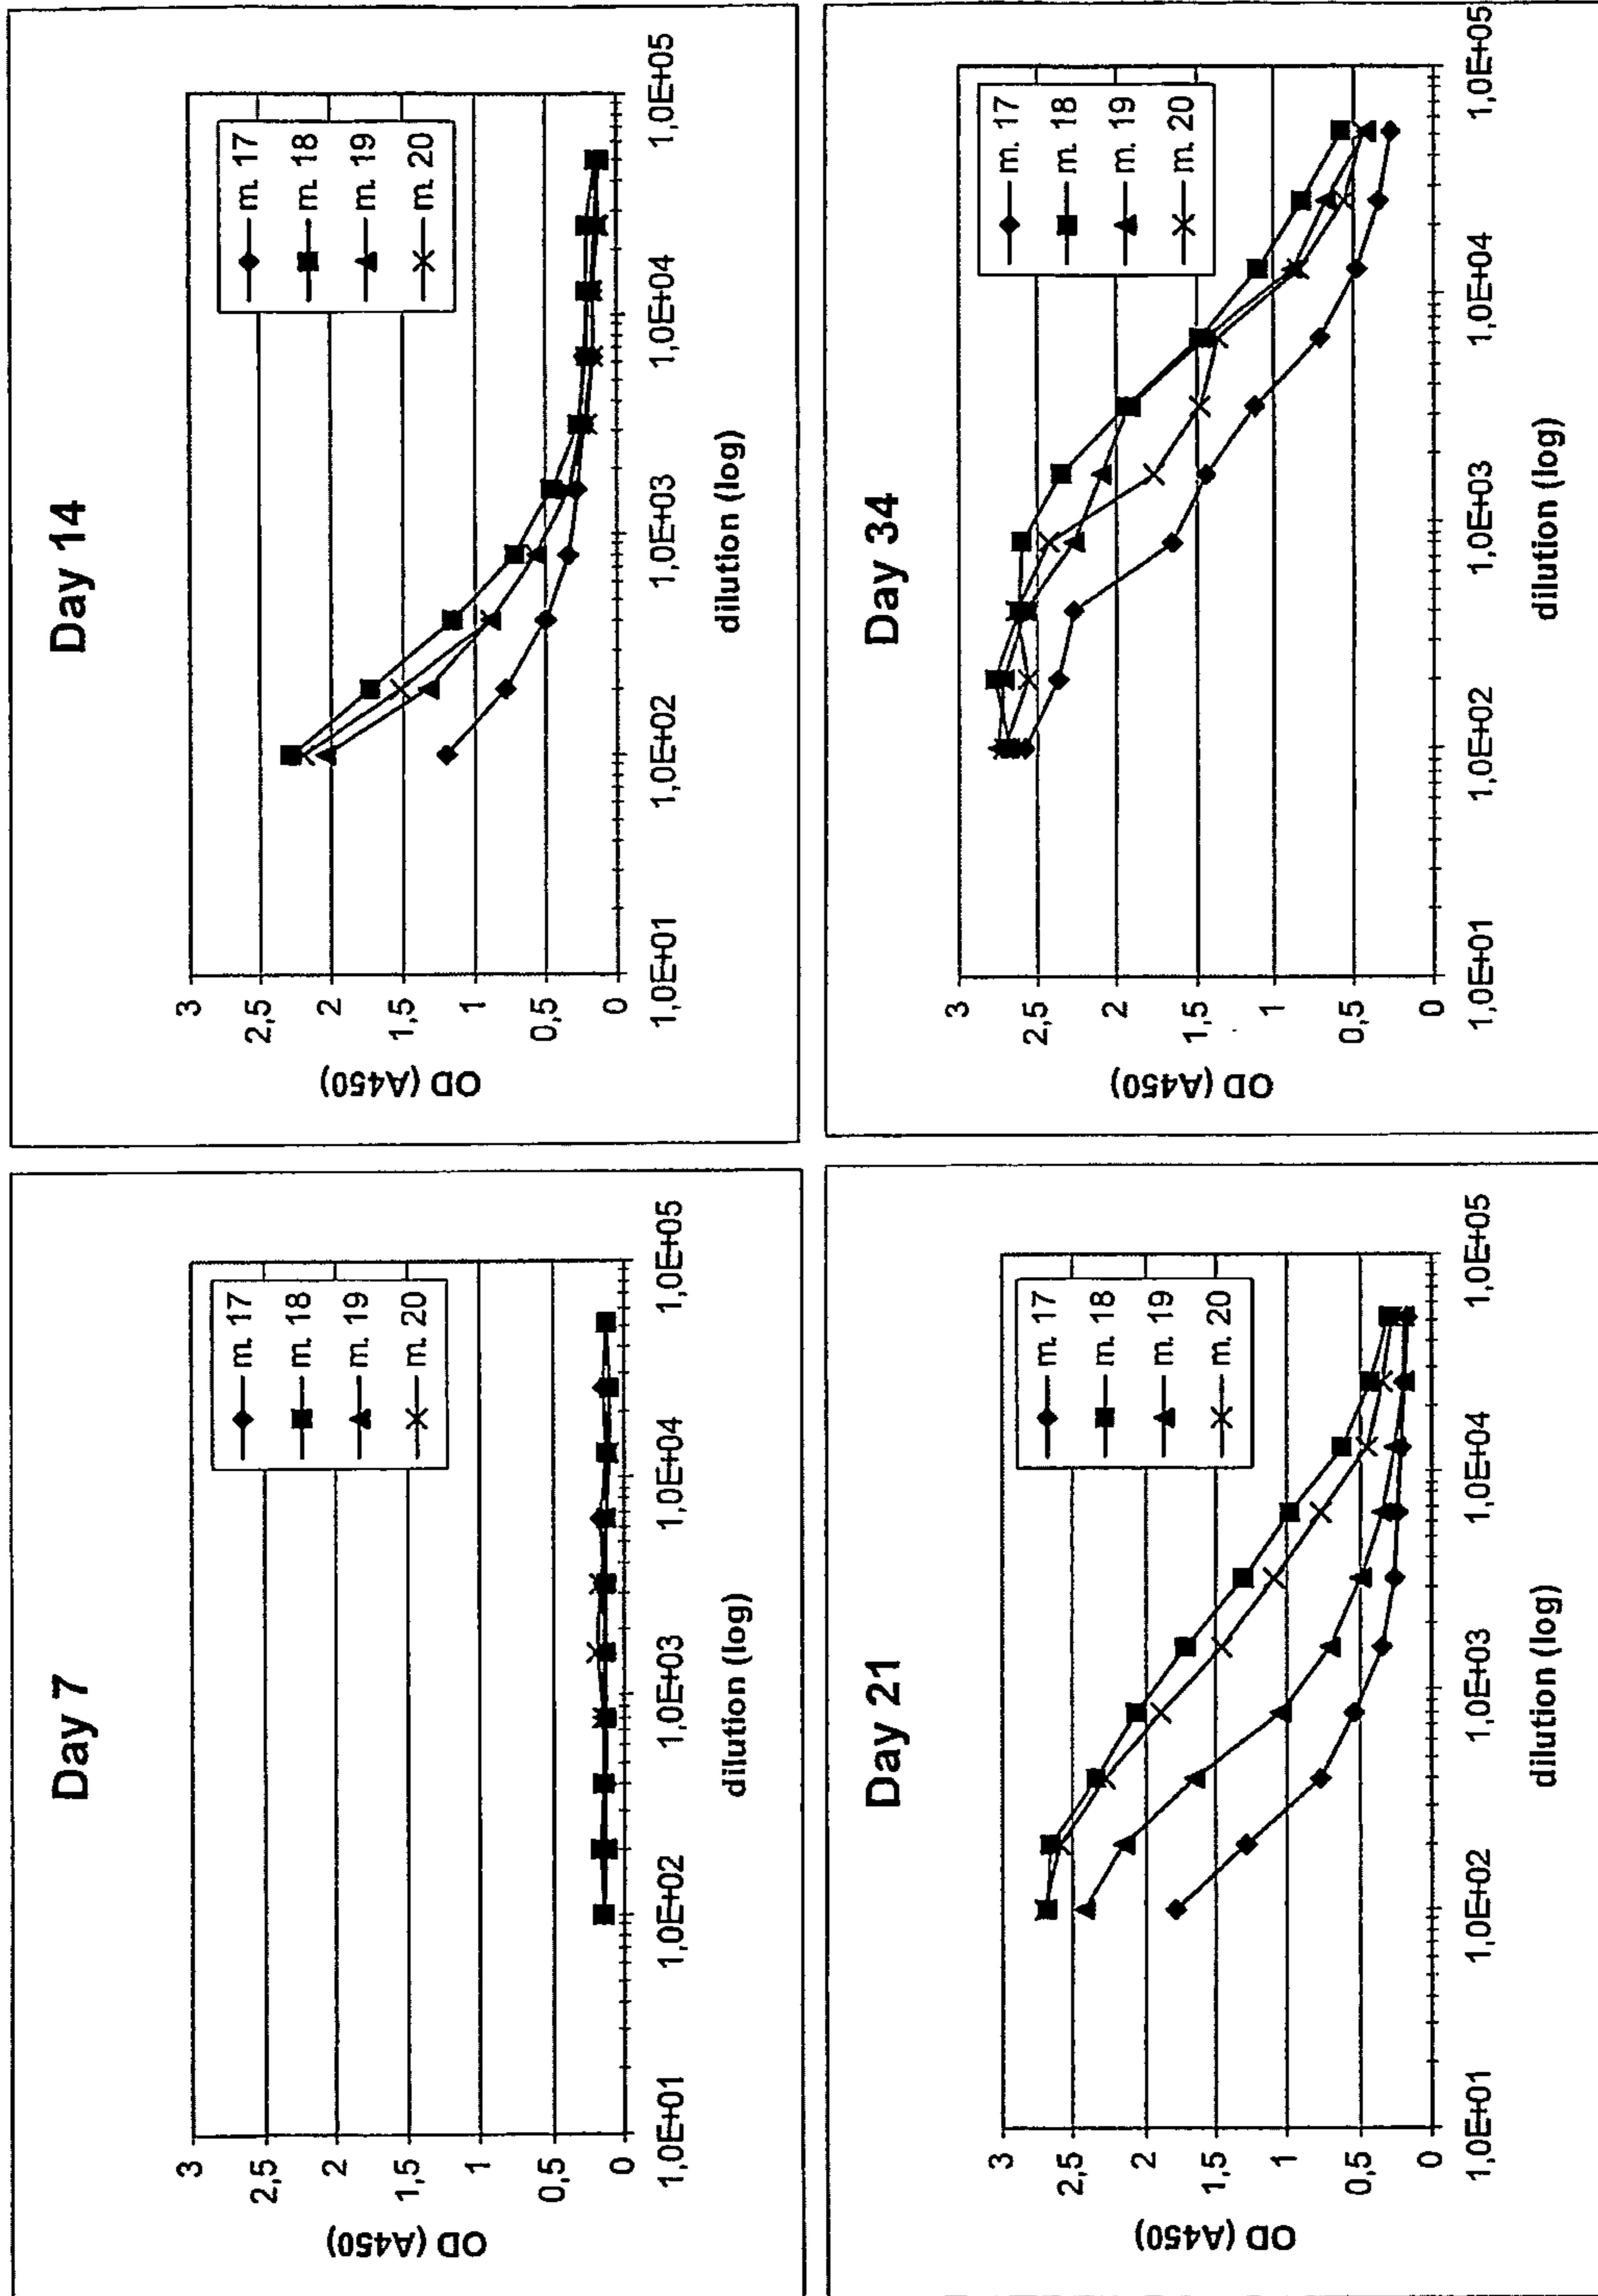 Day 7
OD (A450)
3
2,5
2
1,5
1
0,5
0
1,0E+01
1,0E+02
1,0E+03
1,0E+04
1,0E+05
dilution (log)
m. 17
m. 18
m. 19
m. 20
Day 14
OD (A450)
3
2,5
2
1,5
1
0,5
0
1,0E+01
1,0E+02
1,0E+03
1,0E+04
1,0E+05
dilution (log)
m. 17
m. 18
m. 19
m. 20
Day 21
OD (A450)
3
2,5
2
1,5
1
0,5
0
1,0E+01
1,0E+02
1,0E+03
1,0E+04
1,0E+05
dilution (log)
m. 17
m. 18
m. 19
m. 20
Day 34
OD (A450)
3
2,5
2
1,5
1
0,5
0
1,0E+01
1,0E+02
1,0E+03
1,0E+04
1,0E+05
dilution (log)
m. 17
m. 18
m. 19
m. 20